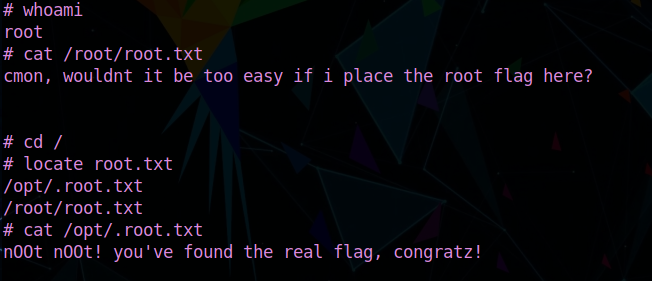 # whoami
root
# cat /root/root.txt
cmon, wouldnt it be too easy if i place the root flag here?
# cd /
# locate root.txt
/opt/.root.txt
/root/root.txt
# cat /opt/.root.txt
nOOt nOOt! you've found the real flag, congratz!